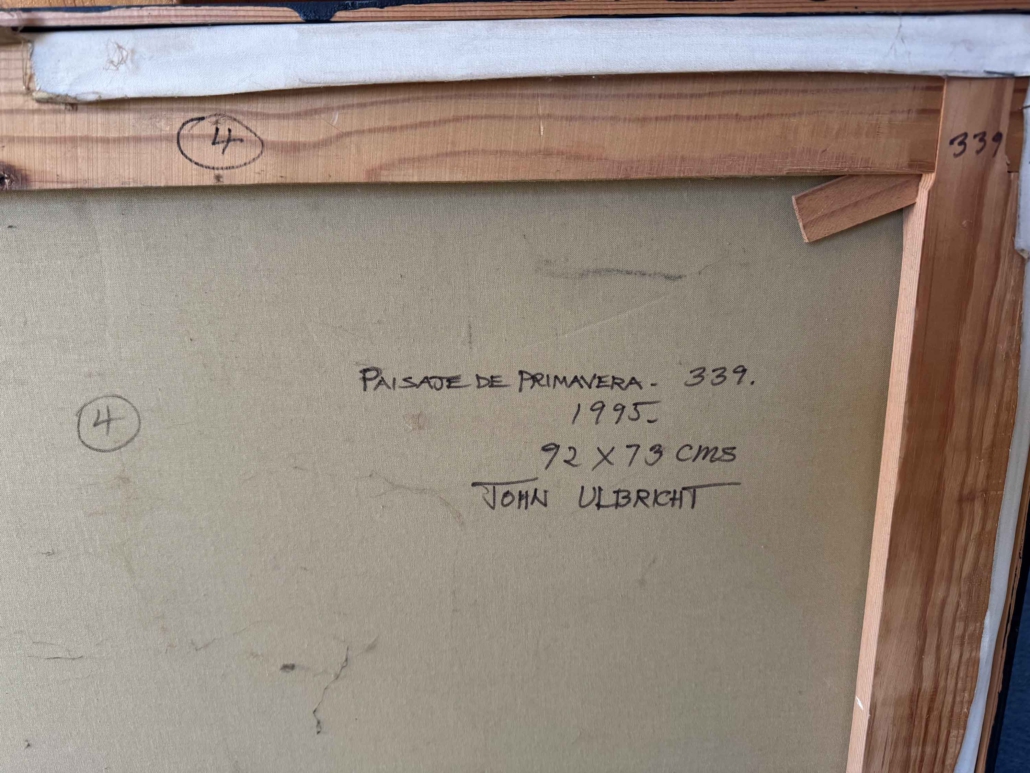 4
339
PAISAJE DE PRIMAVERA - 339.
4
1995-
92 X 73 cms
JOHN ULBRICHT